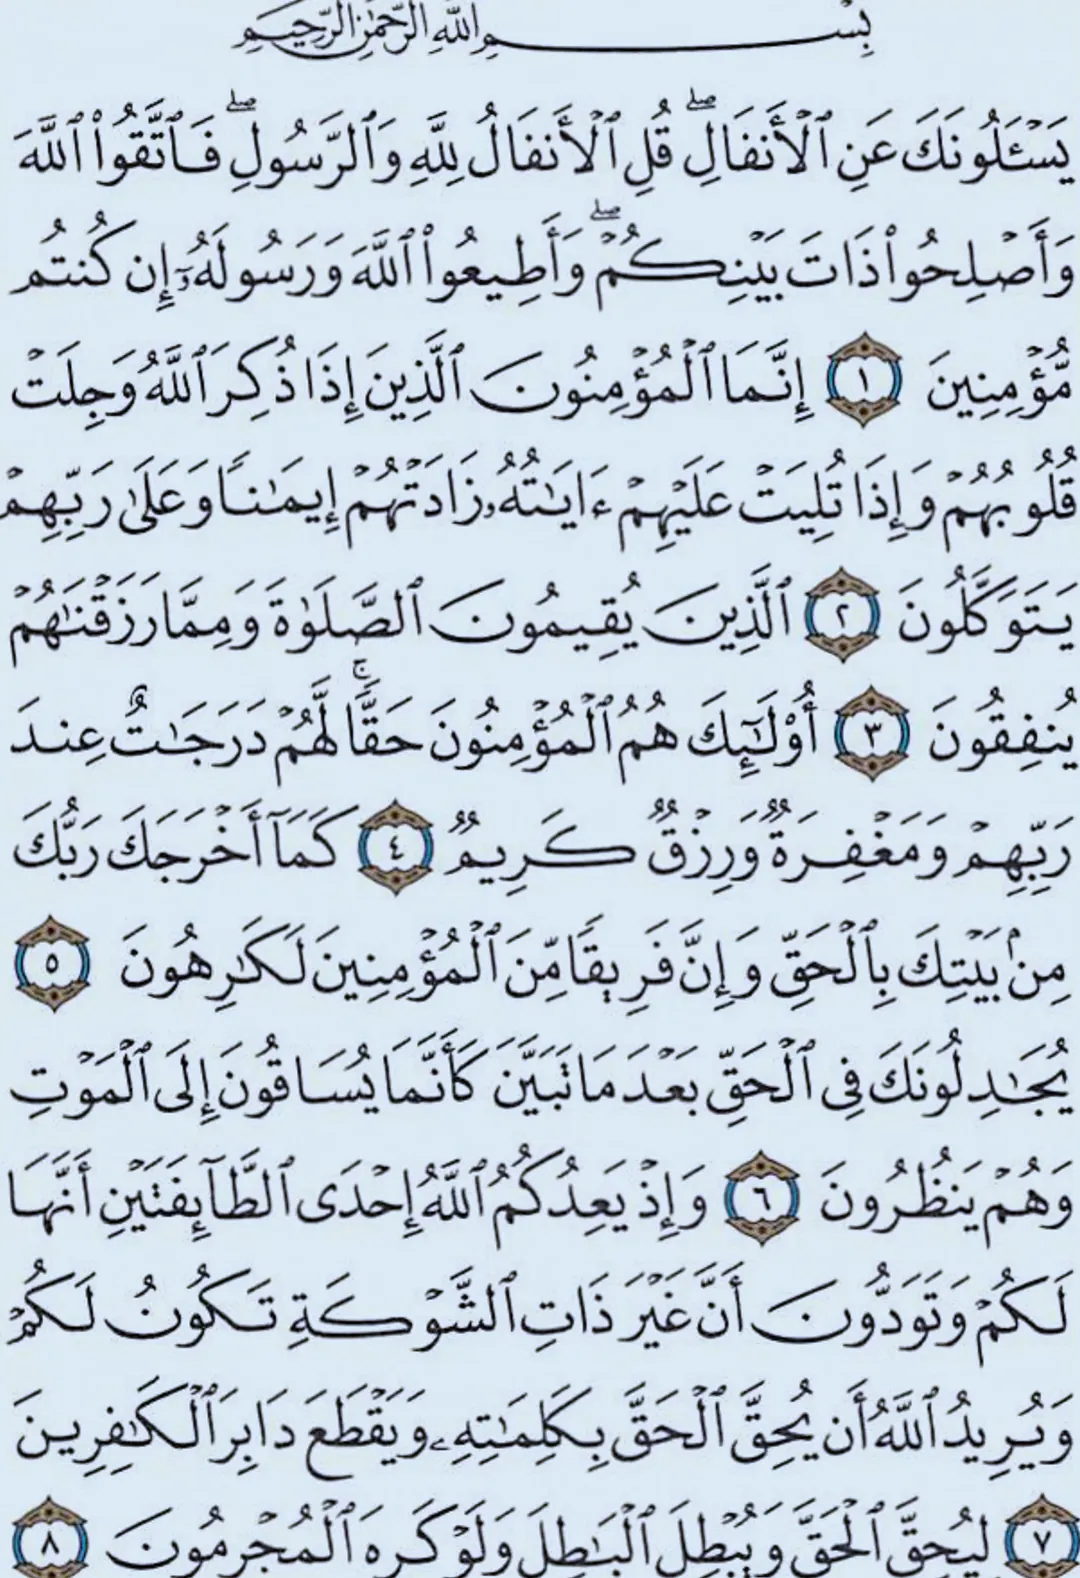 بِسْمِ ٱللَّهِ ٱلرَّحْمَٰنِ ٱلرَّحِيمِ
يَسْـَٔلُونَكَ عَنِ ٱلْأَنفَالِ ۖ قُلِ ٱلْأَنفَالُ لِلَّهِ وَٱلرَّسُولِ ۖ فَٱتَّقُوا۟ ٱللَّهَ
وَأَصْلِحُوا۟ ذَاتَ بَيْنِكُمْ ۖ وَأَطِيعُوا۟ ٱللَّهَ وَرَسُولَهُۥٓ إِن كُنتُم
مُّؤْمِنِينَ ١ إِنَّمَا ٱلْمُؤْمِنُونَ ٱلَّذِينَ إِذَا ذُكِرَ ٱللَّهُ وَجِلَتْ
قُلُوبُهُمْ وَإِذَا تُلِيَتْ عَلَيْهِمْ ءَايَٰتُهُۥ زَادَتْهُمْ إِيمَٰنًا وَعَلَىٰ رَبِّهِمْ
يَتَوَكَّلُونَ ٢ ٱلَّذِينَ يُقِيمُونَ ٱلصَّلَوٰةَ وَمِمَّا رَزَقْنَٰهُمْ
يُنفِقُونَ ٣ أُو۟لَٰٓئِكَ هُمُ ٱلْمُؤْمِنُونَ حَقًّا ۚ لَّهُمْ دَرَجَٰتٌ عِندَ
رَبِّهِمْ وَمَغْفِرَةٌ وَرِزْقٌ كَرِيمٌ ٤ كَمَآ أَخْرَجَكَ رَبُّكَ
مِنۢ بَيْتِكَ بِٱلْحَقِّ وَإِنَّ فَرِيقًا مِّنَ ٱلْمُؤْمِنِينَ لَكَٰرِهُونَ ٥
يُجَٰدِلُونَكَ فِى ٱلْحَقِّ بَعْدَ مَا تَبَيَّنَ كَأَنَّمَا يُسَاقُونَ إِلَى ٱلْمَوْتِ
وَهُمْ يَنظُرُونَ ٦ وَإِذْ يَعِدُكُمُ ٱللَّهُ إِحْدَى ٱلطَّآئِفَتَيْنِ أَنَّهَا
لَكُمْ وَتَوَدُّونَ أَنَّ غَيْرَ ذَاتِ ٱلشَّوْكَةِ تَكُونُ لَكُمْ
وَيُرِيدُ ٱللَّهُ أَن يُحِقَّ ٱلْحَقَّ بِكَلِمَٰتِهِۦ وَيَقْطَعَ دَابِرَ ٱلْكَٰفِرِينَ
٧ لِيُحِقَّ ٱلْحَقَّ وَيُبْطِلَ ٱلْبَٰطِلَ وَلَوْ كَرِهَ ٱلْمُجْرِمُونَ ٨